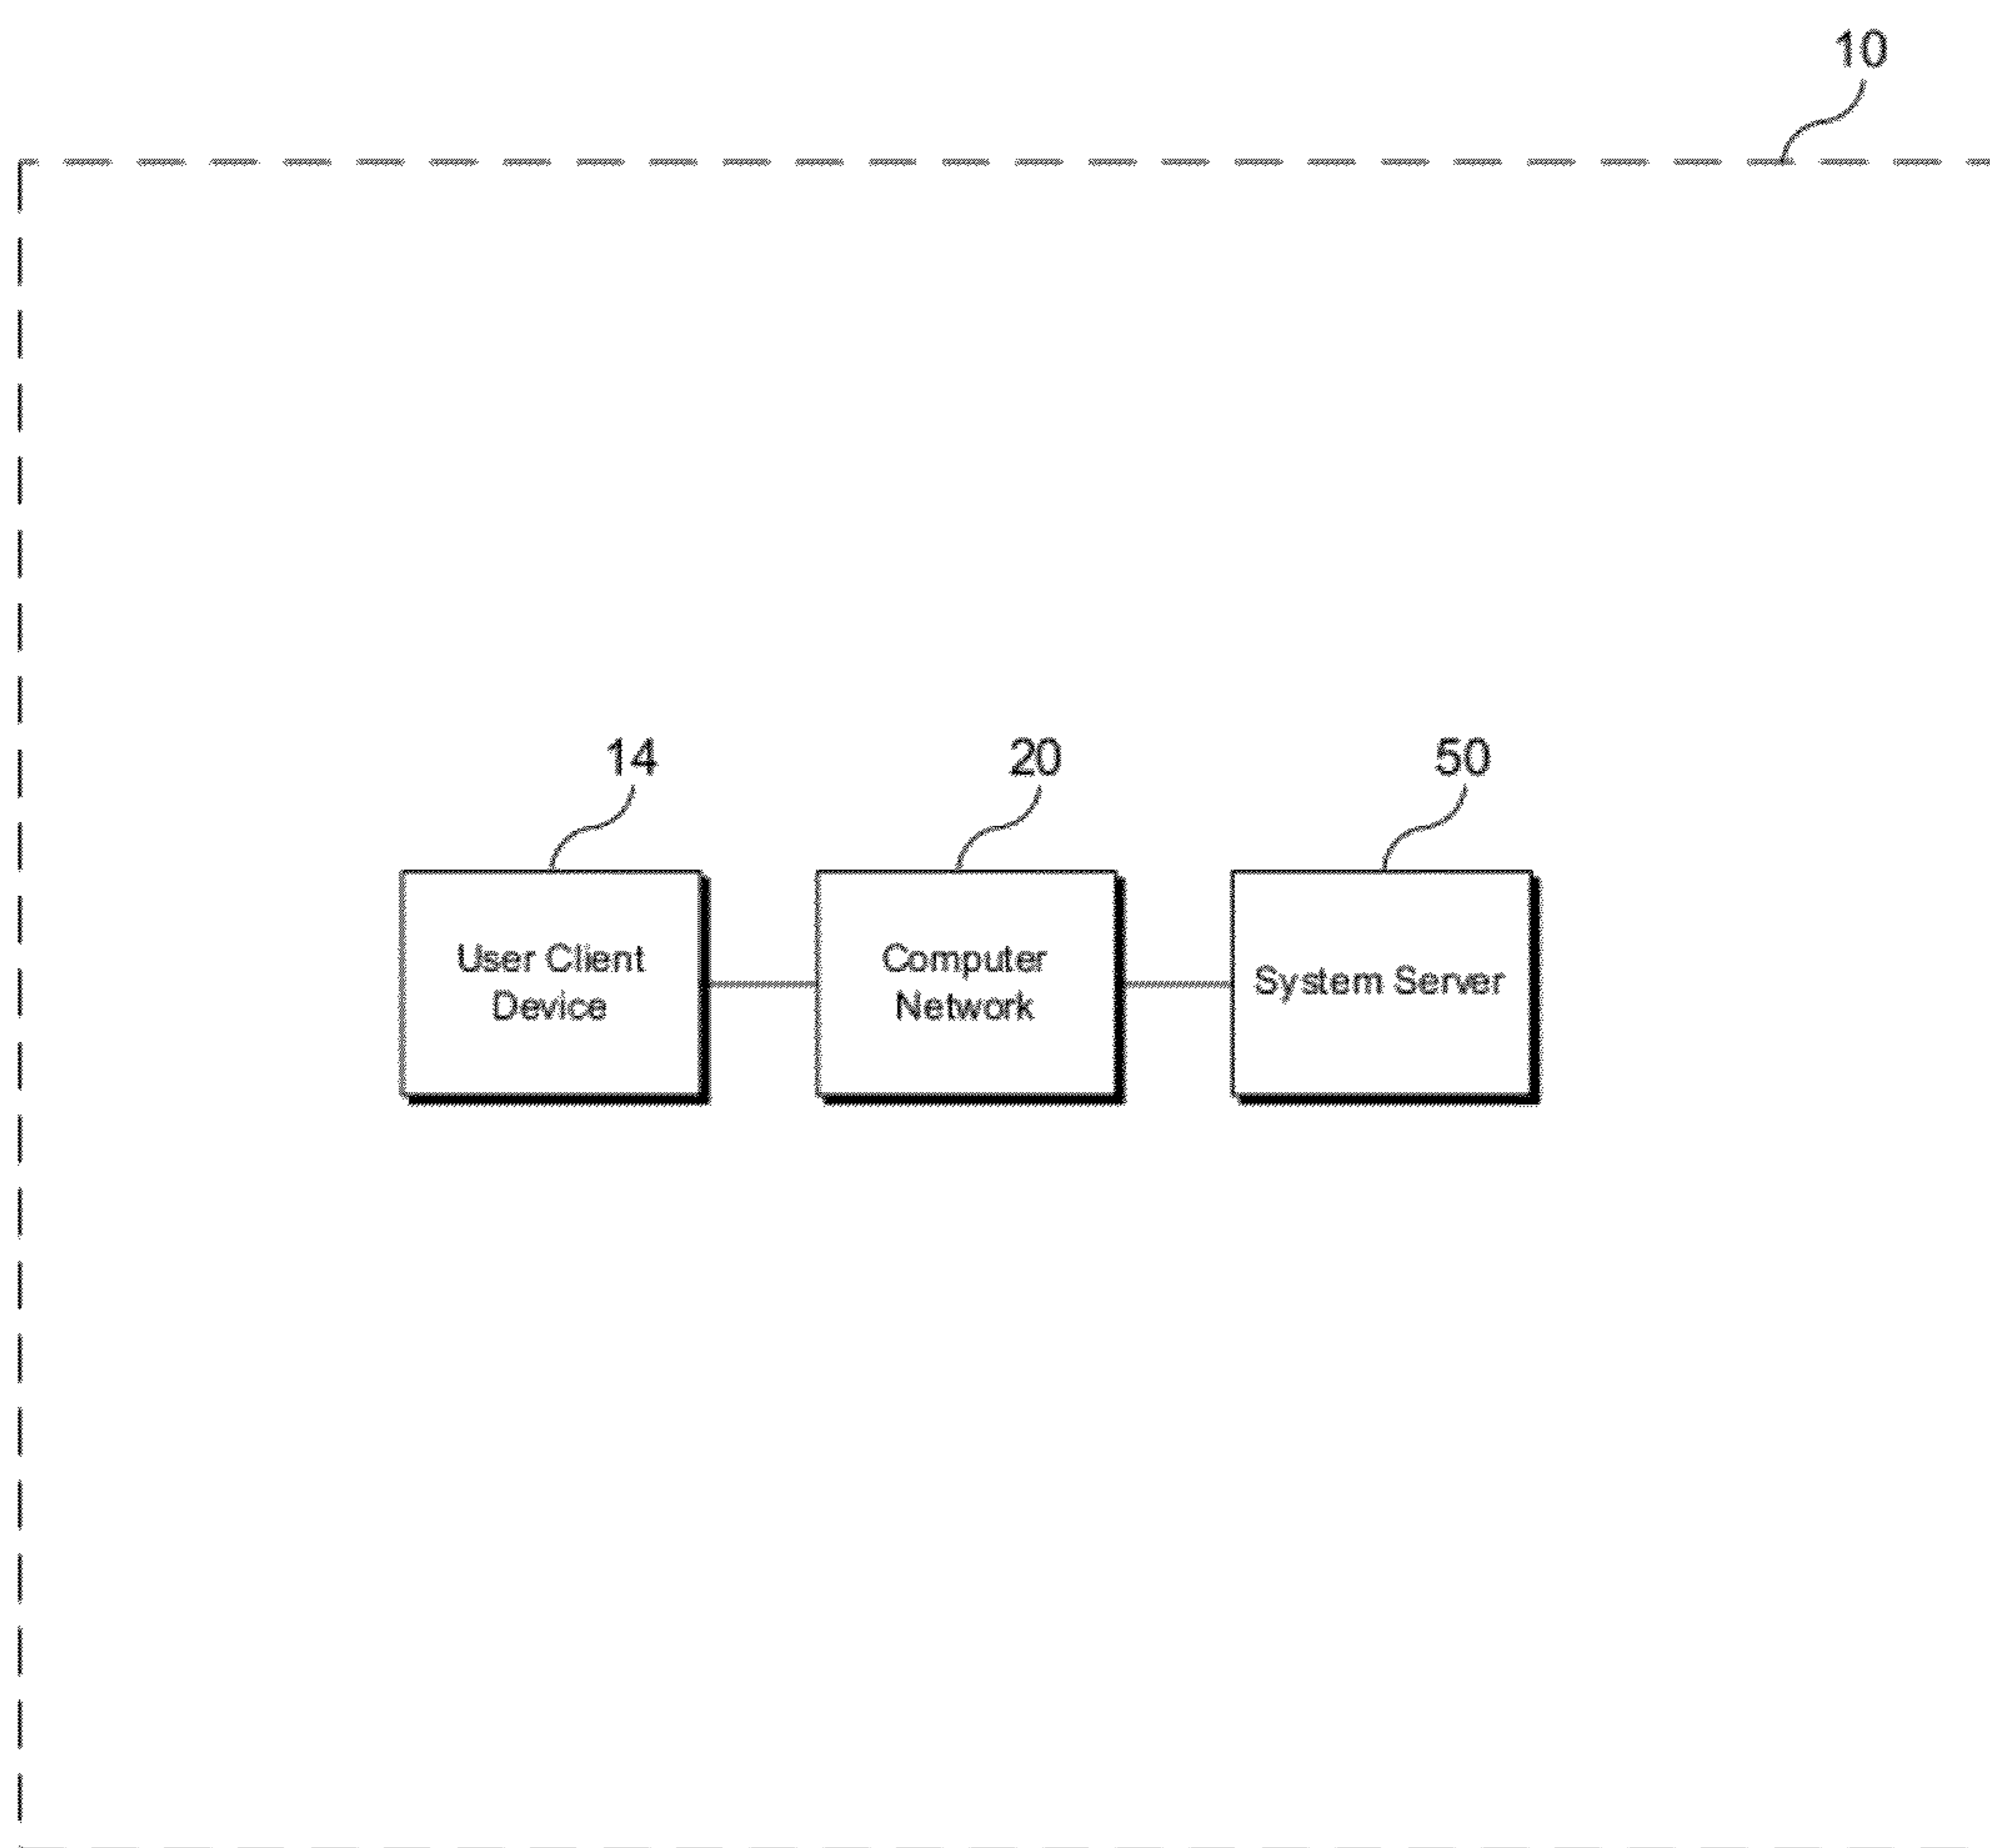 10
14
20
50
User Client
Device
Computer
Network
System Server